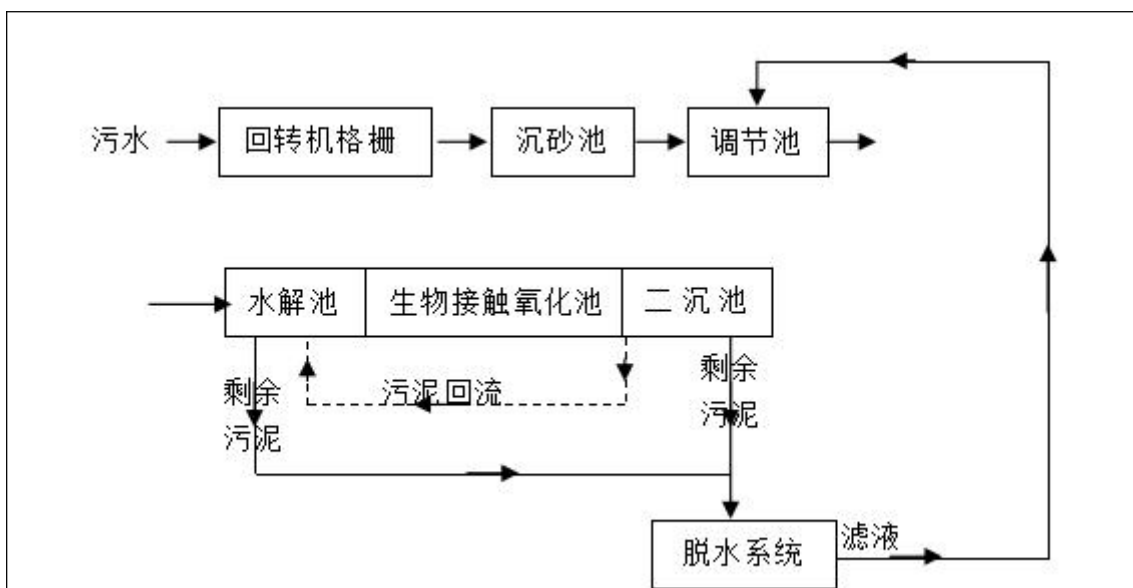 污水
回转机格栅
沉砂池
调节池
水解池
生物接触氧化池
二沉池
剩余
污泥
污泥回流
剩余
污泥
脱水系统
滤液